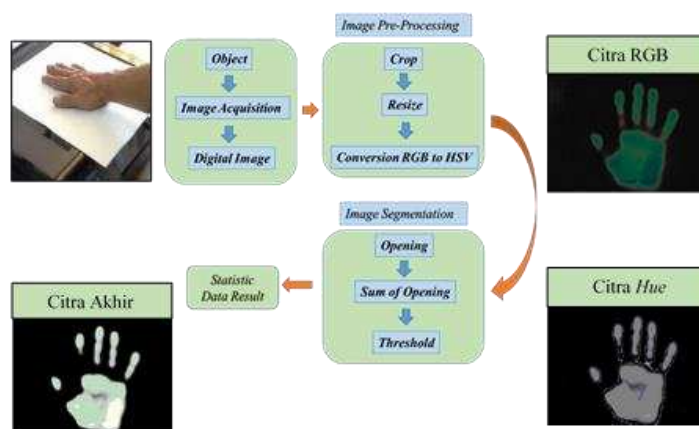 Image Pre-Processing
Object
Image Acquisition
Digital Image
Crop
Resize
Conversion RGB to HSV
Citra RGB
Image Segmentation
Opening
Sum of Opening
Threshold
Statistic
Data Result
Citra Akhir
Citra Hue